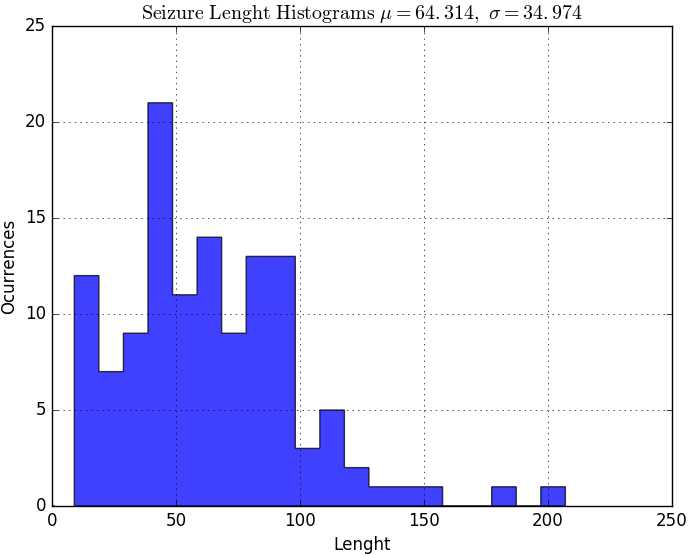 Seizure Lenght Histograms μ = 64.314, σ = 34.974
25
20
15
10
5
0
Ocurrences
0 50 100 150 200 250
Lenght